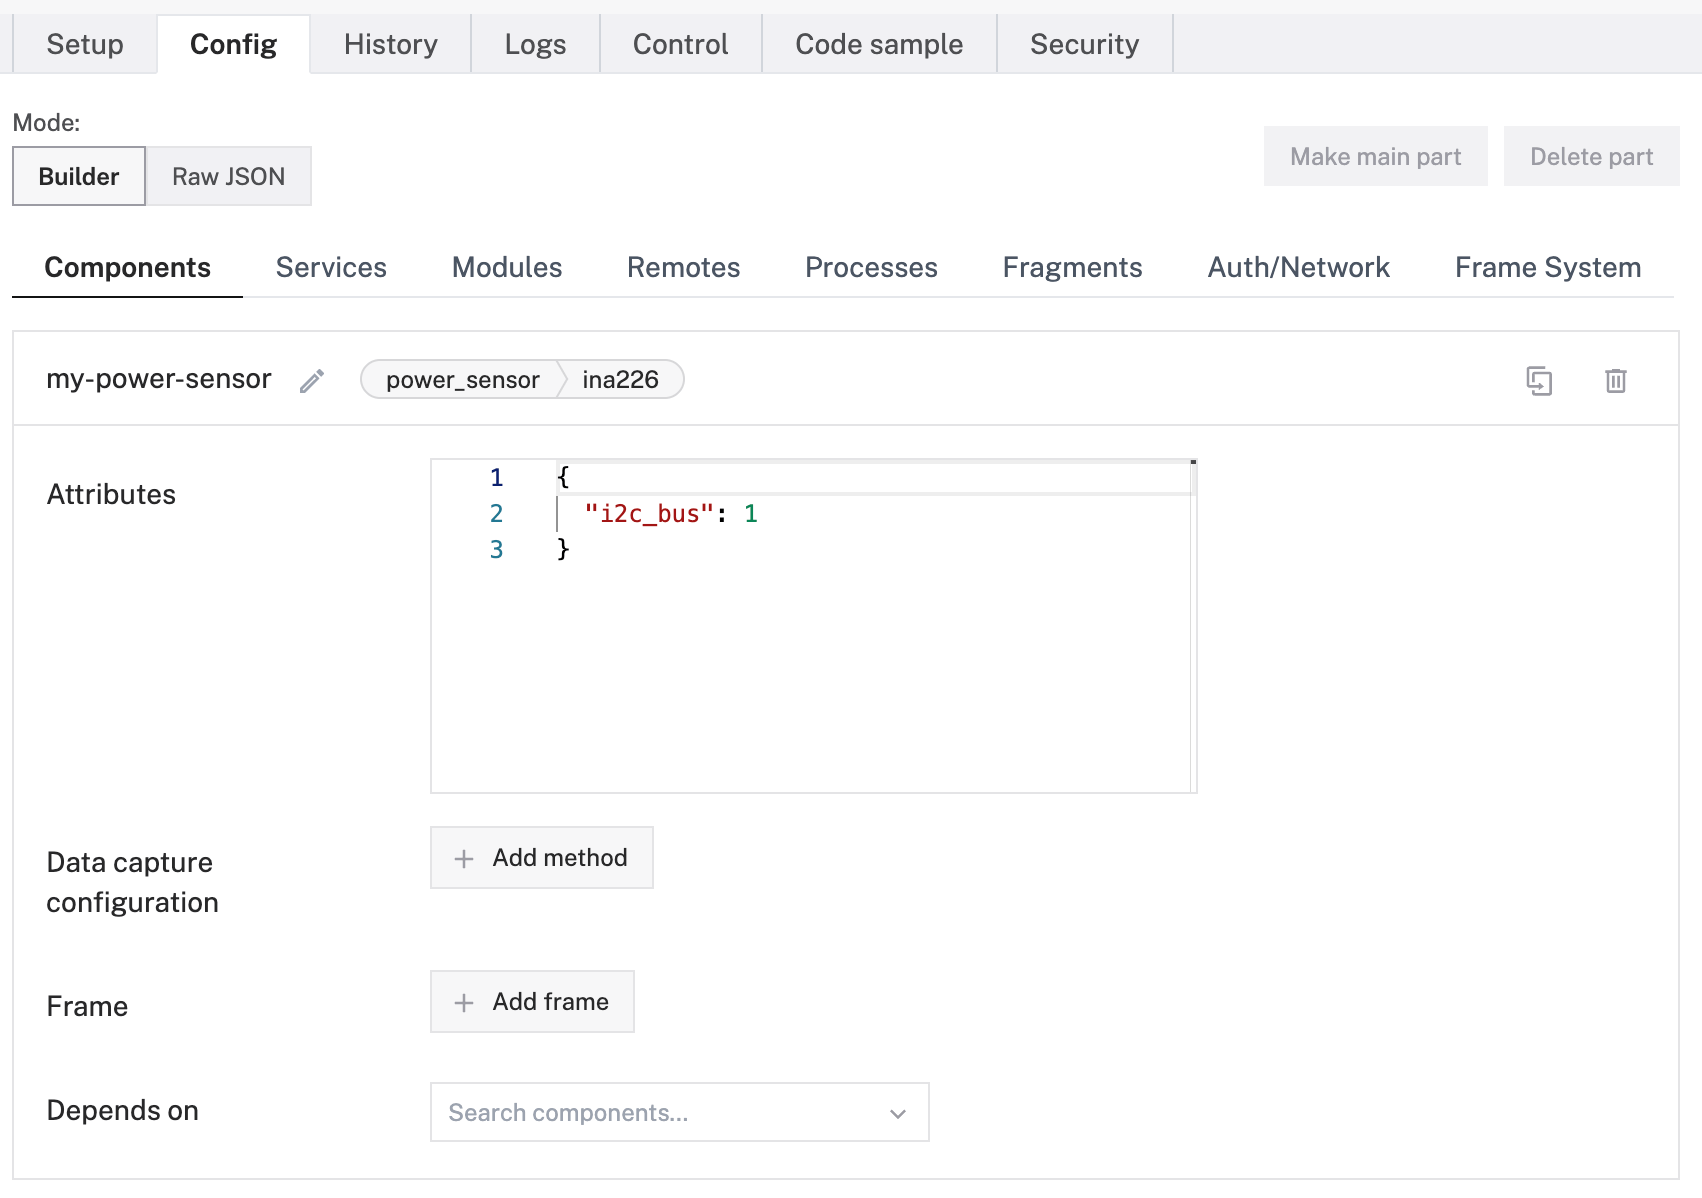 Setup Config History Logs Control Code sample Security
Mode:
Builder Raw JSON
Make main part Delete part
Components Services Modules Remotes Processes Fragments Auth/Network Frame System
my-power-sensor power_sensor ina226
Attributes
1 {
2 "i2c_bus": 1
3 }
Data capture
configuration
+ Add method
Frame
+ Add frame
Depends on
Search components...